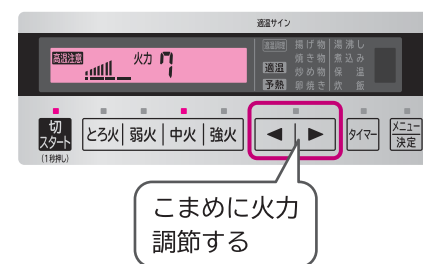 適温サイン
高温注意 火力 7
適温調理 揚げ物 湯沸し
焼き物 煮込み
適温 炒め物 保温
予熱 卵焼き 炊飯
切
スタート
(1秒押し)
とろ火 弱火 中火 強火
◀ ▶
タイマー
メニュー
決定
こまめに火力
調節する